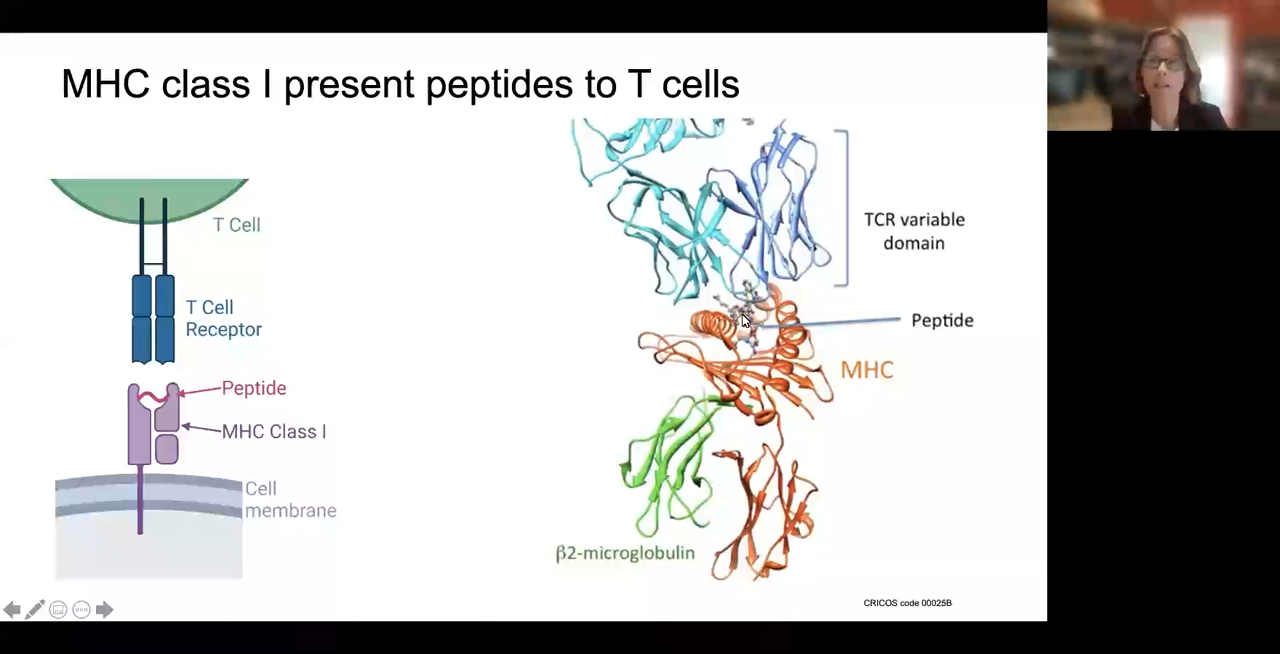 MHC class I present peptides to T cells
T Cell
T Cell
Receptor
Peptide
MHC Class I
Cell
membrane
TCR variable
domain
Peptide
MHC
β2-microglobulin
CRICOS code 00025B